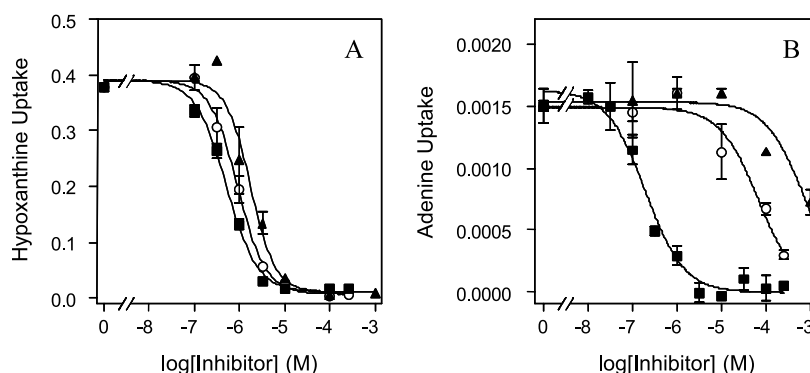 A
0.5
0.4
0.3
0.2
0.1
0.0
Hypoxanthine Uptake
0 -8 -7 -6 -5 -4 -3
log[Inhibitor] (M)
B
0.0020
0.0015
0.0010
0.0005
0.0000
Adenine Uptake
0 -8 -7 -6 -5 -4 -3
log[Inhibitor] (M)